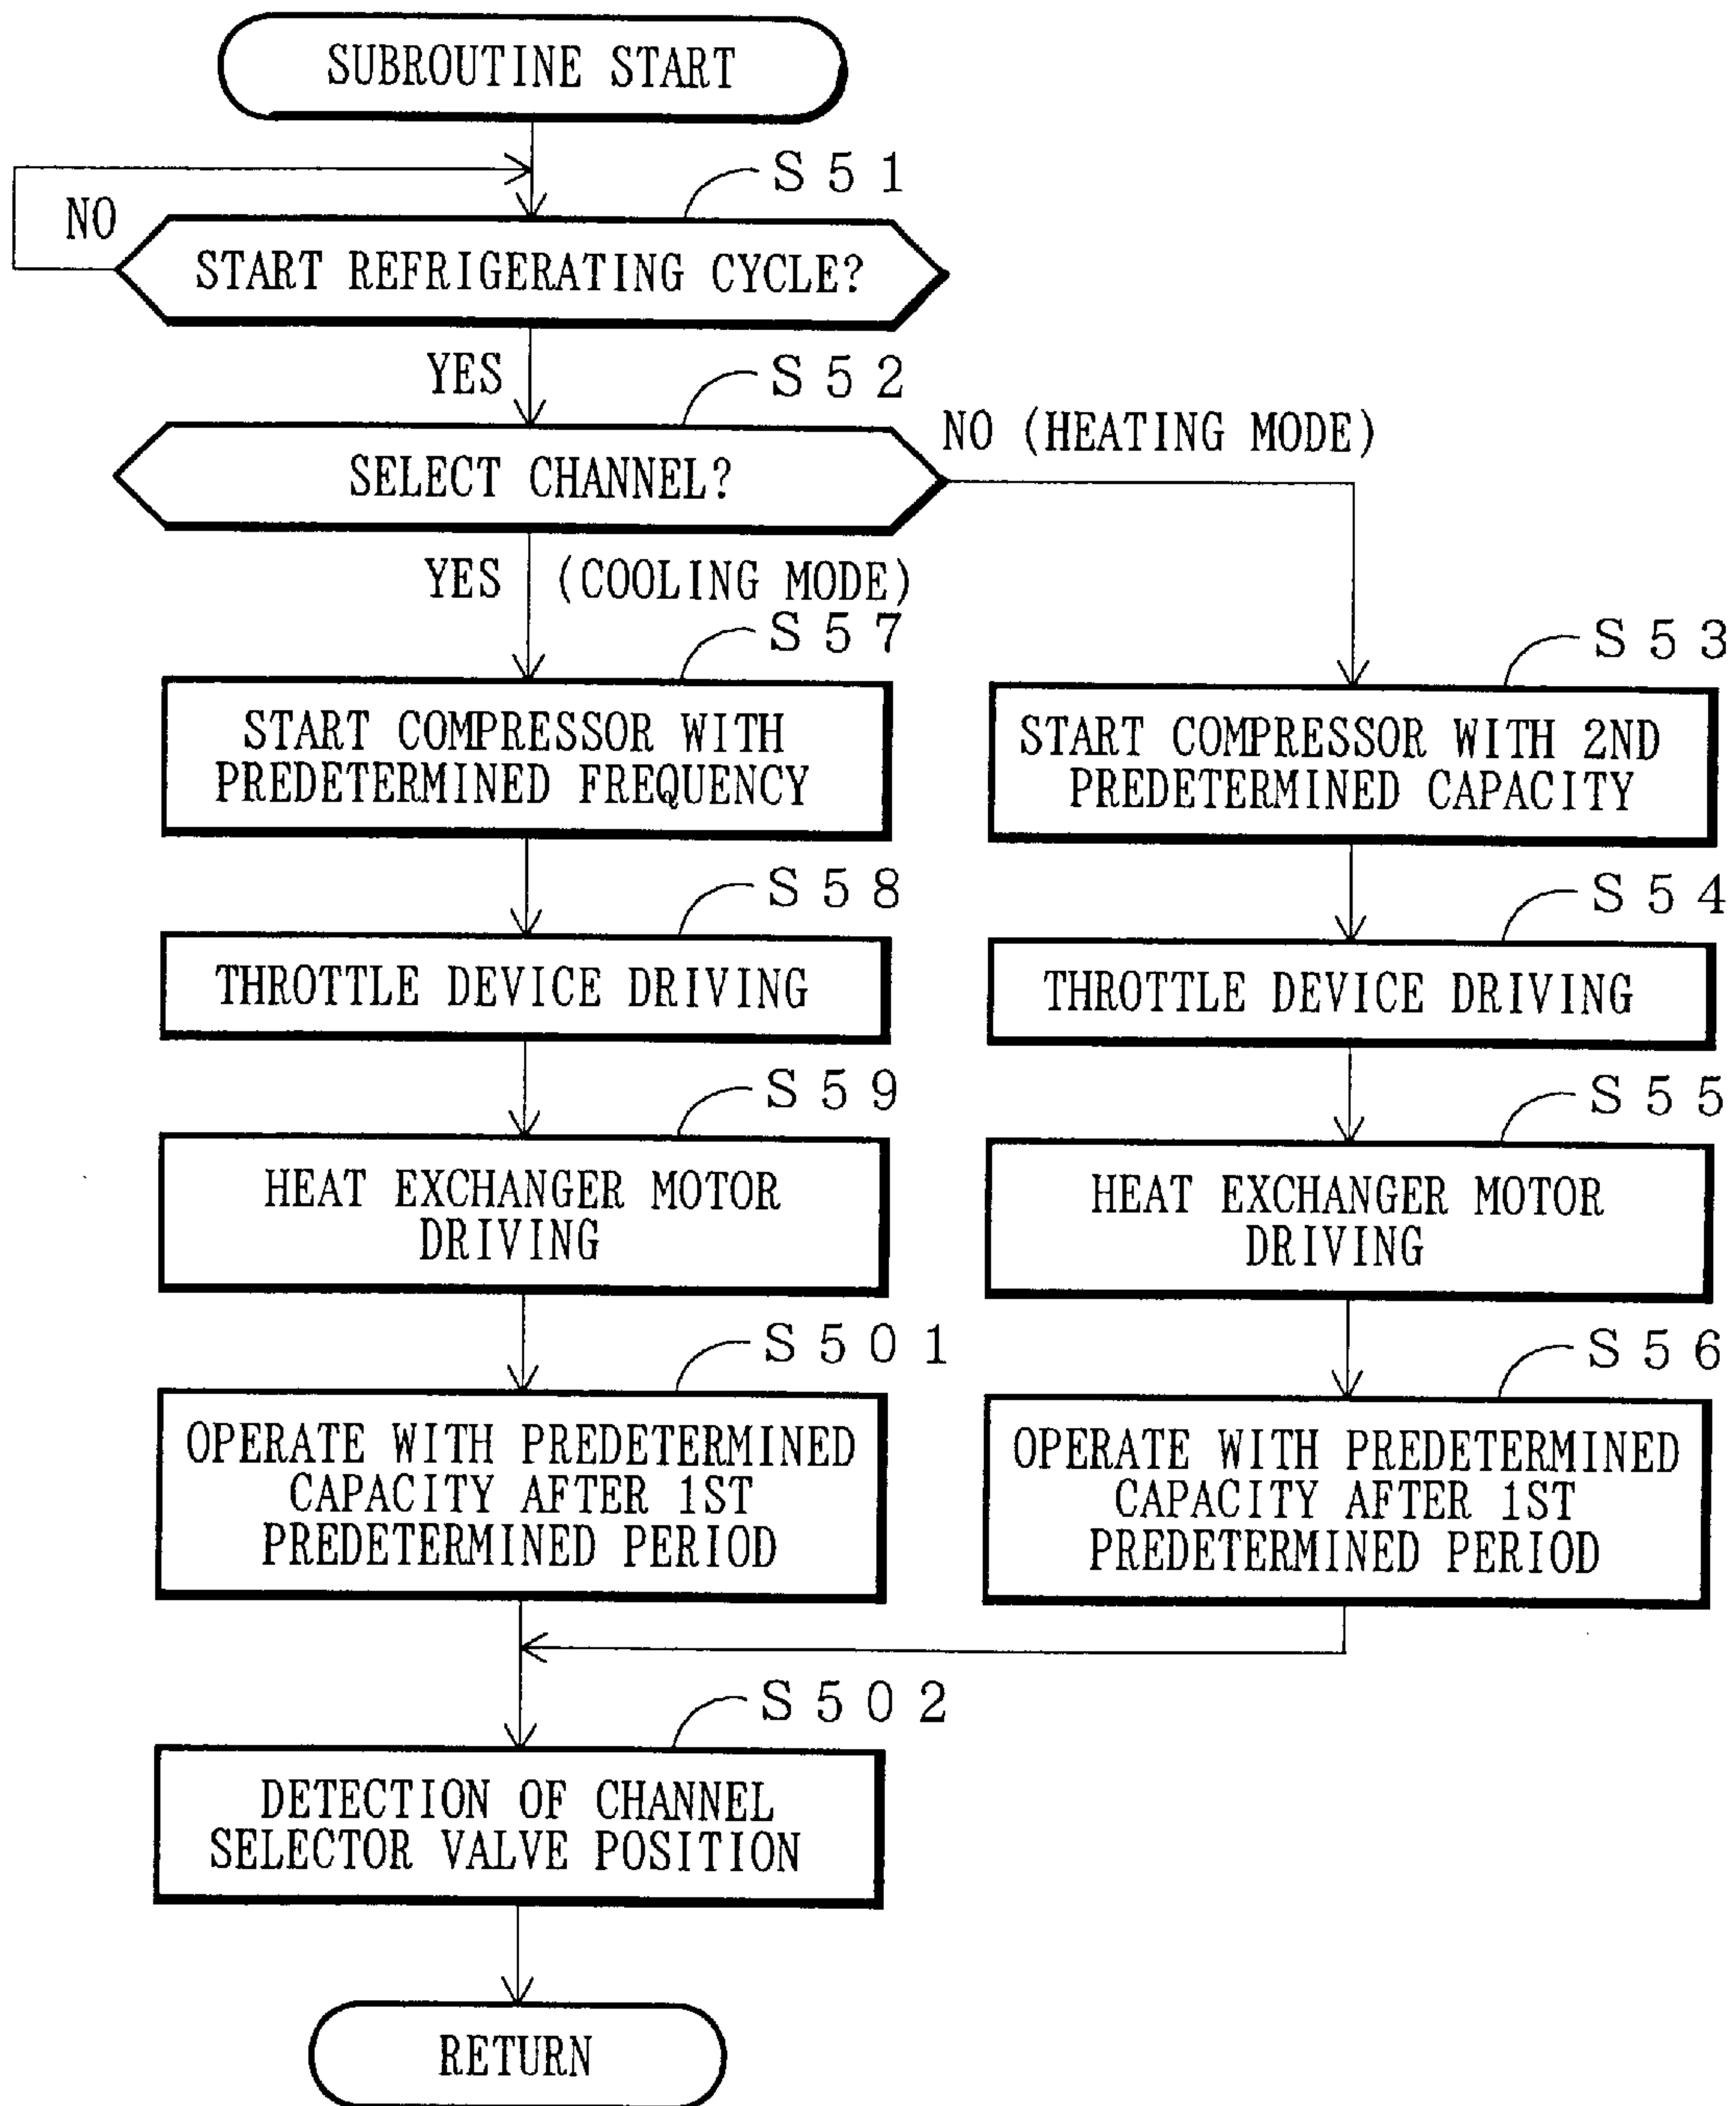 SUBROUTINE START
S51
NO
START REFRIGERATING CYCLE?
YES
S52
NO (HEATING MODE)
SELECT CHANNEL?
YES (COOLING MODE)
S57
START COMPRESSOR WITH
PREDETERMINED FREQUENCY
S58
THROTTLE DEVICE DRIVING
S59
HEAT EXCHANGER MOTOR
DRIVING
S501
OPERATE WITH PREDETERMINED
CAPACITY AFTER 1ST
PREDETERMINED PERIOD
S53
START COMPRESSOR WITH 2ND
PREDETERMINED CAPACITY
S54
THROTTLE DEVICE DRIVING
S55
HEAT EXCHANGER MOTOR
DRIVING
S56
OPERATE WITH PREDETERMINED
CAPACITY AFTER 1ST
PREDETERMINED PERIOD
S502
DETECTION OF CHANNEL
SELECTOR VALVE POSITION
RETURN